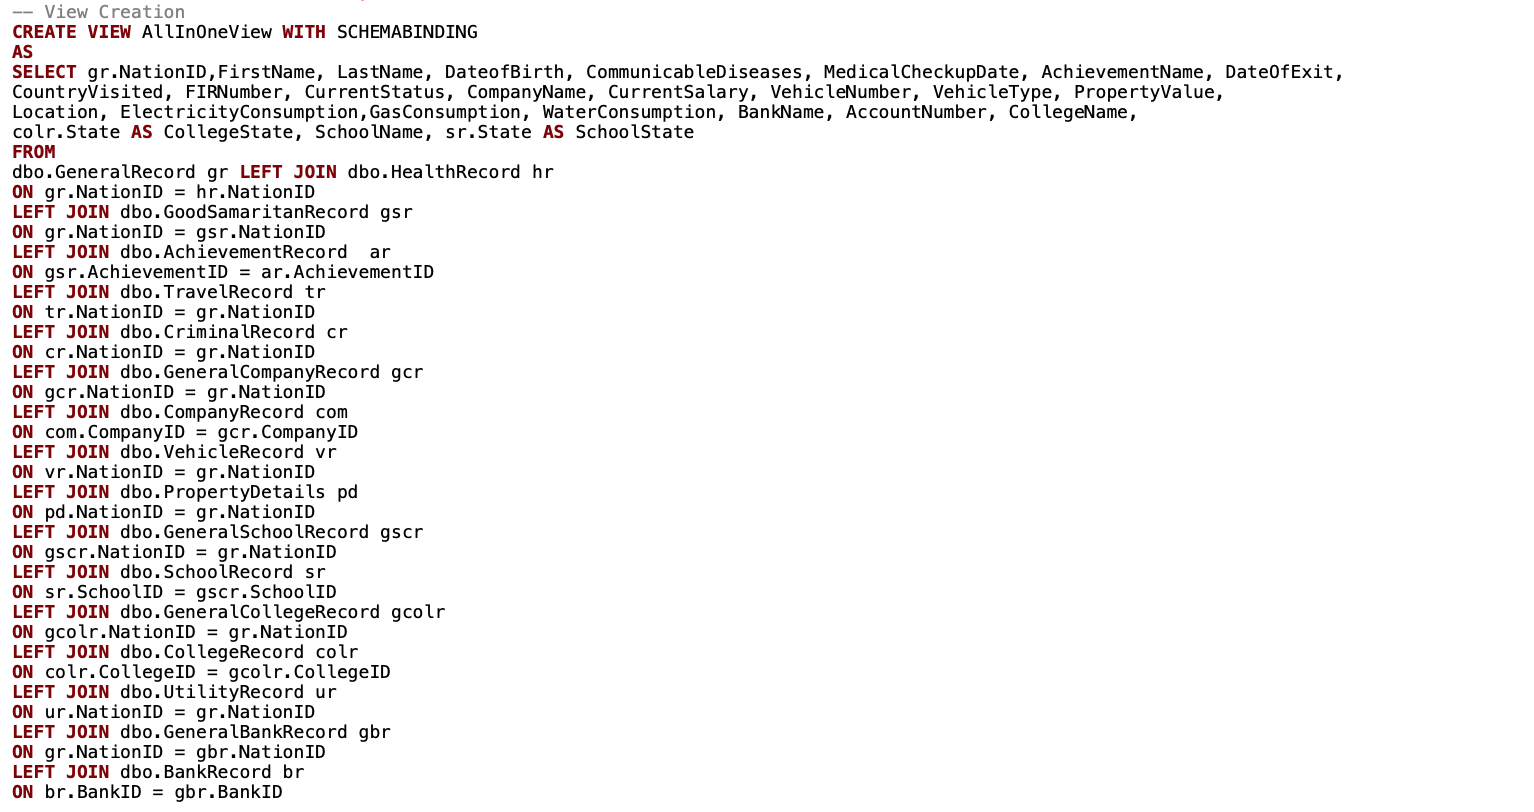 -- View Creation
CREATE VIEW AllInOneView WITH SCHEMABINDING
AS
SELECT gr.NationID,FirstName, LastName, DateofBirth, CommunicableDiseases, MedicalCheckupDate, AchievementName, DateOfExit,
CountryVisited, FIRNumber, CurrentStatus, CompanyName, CurrentSalary, VehicleNumber, VehicleType, PropertyValue,
Location, ElectricityConsumption,GasConsumption, WaterConsumption, BankName, AccountNumber, CollegeName,
colr.State AS CollegeState, SchoolName, sr.State AS SchoolState
FROM
dbo.GeneralRecord gr LEFT JOIN dbo.HealthRecord hr
ON gr.NationID = hr.NationID
LEFT JOIN dbo.GoodSamaritanRecord gsr
ON gr.NationID = gsr.NationID
LEFT JOIN dbo.AchievementRecord  ar
ON gsr.AchievementID = ar.AchievementID
LEFT JOIN dbo.TravelRecord tr
ON tr.NationID = gr.NationID
LEFT JOIN dbo.CriminalRecord cr
ON cr.NationID = gr.NationID
LEFT JOIN dbo.GeneralCompanyRecord gcr
ON gcr.NationID = gr.NationID
LEFT JOIN dbo.CompanyRecord com
ON com.CompanyID = gcr.CompanyID
LEFT JOIN dbo.VehicleRecord vr
ON vr.NationID = gr.NationID
LEFT JOIN dbo.PropertyDetails pd
ON pd.NationID = gr.NationID
LEFT JOIN dbo.GeneralSchoolRecord gscr
ON gscr.NationID = gr.NationID
LEFT JOIN dbo.SchoolRecord sr
ON sr.SchoolID = gscr.SchoolID
LEFT JOIN dbo.GeneralCollegeRecord gcolr
ON gcolr.NationID = gr.NationID
LEFT JOIN dbo.CollegeRecord colr
ON colr.CollegeID = gcolr.CollegeID
LEFT JOIN dbo.UtilityRecord ur
ON ur.NationID = gr.NationID
LEFT JOIN dbo.GeneralBankRecord gbr
ON gr.NationID = gbr.NationID
LEFT JOIN dbo.BankRecord br
ON br.BankID = gbr.BankID